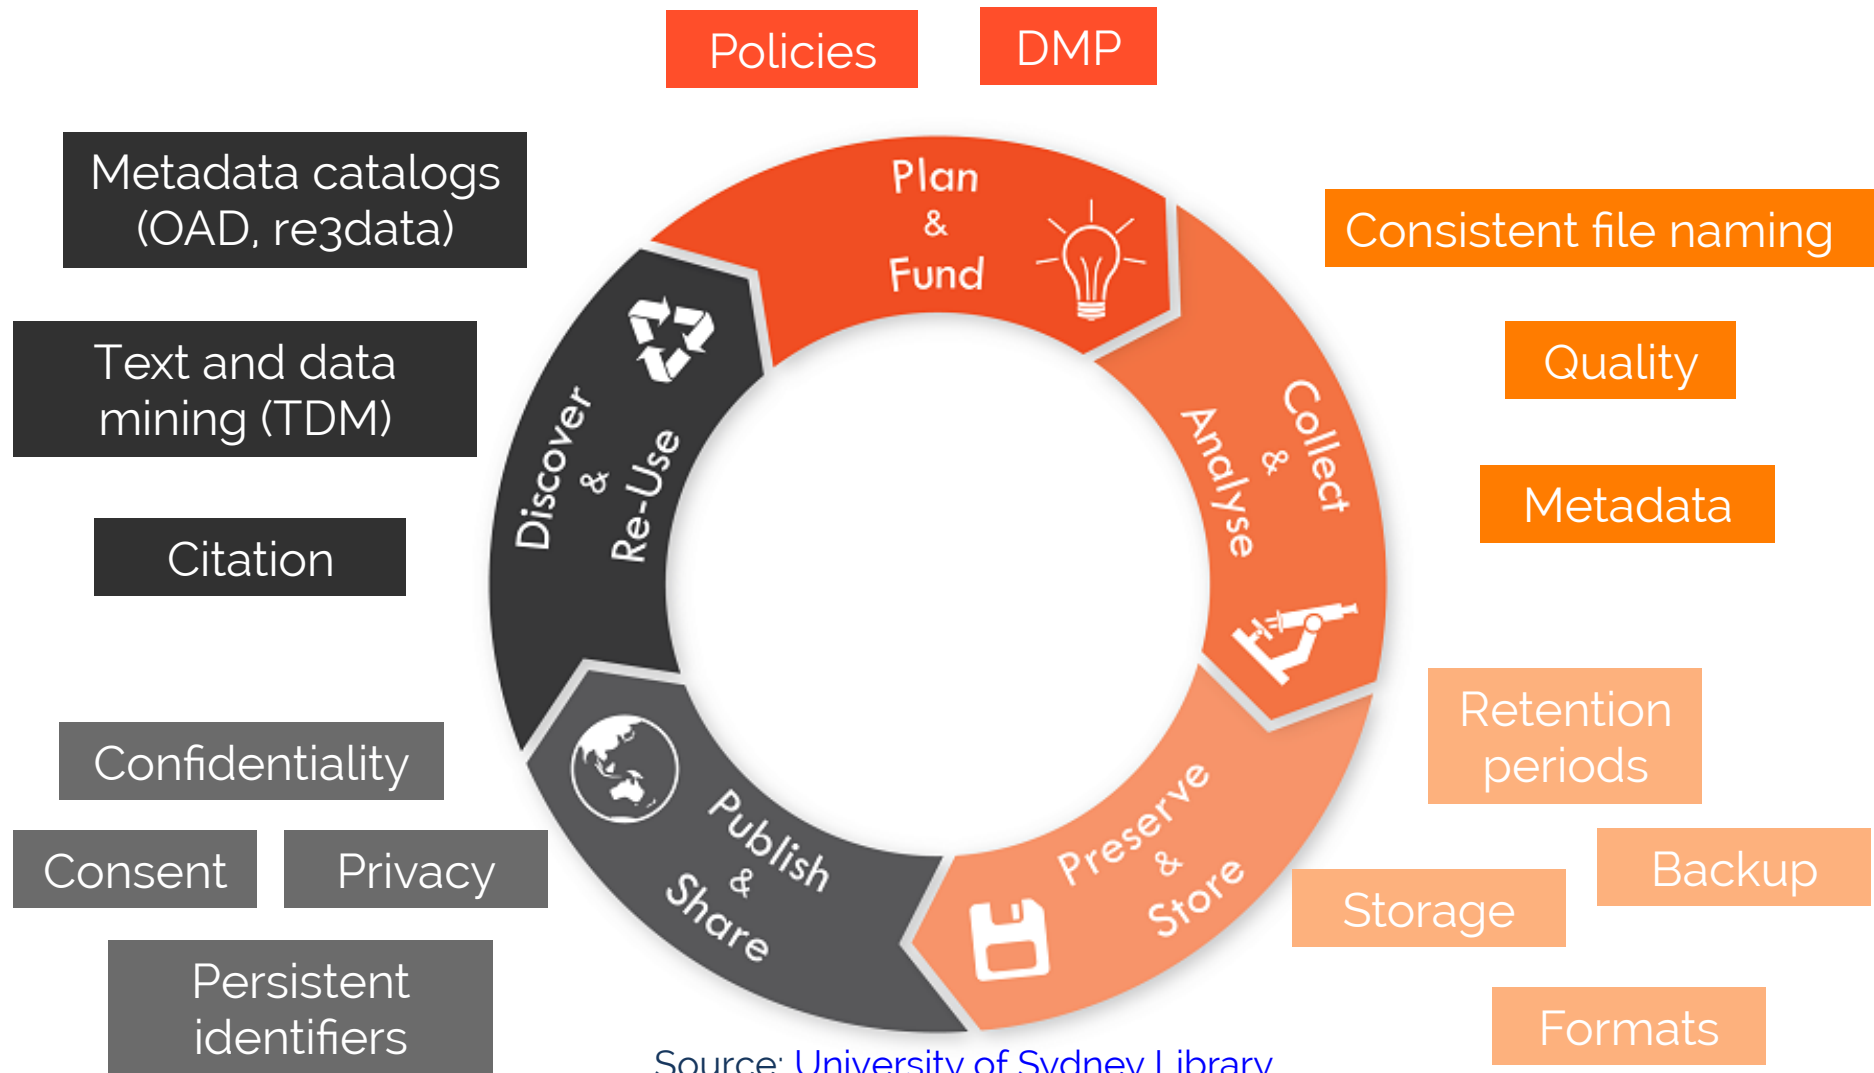 Policies
DMP
Metadata catalogs
(OAD, re3data)
Text and data
mining (TDM)
Citation
Plan
&
Fund
Consistent file naming
Quality
Metadata
Collect
&
Analyse
Discover
&
Re-Use
Retention
periods
Backup
Storage
Formats
Preserve
&
Store
Publish
&
Share
Confidentiality
Consent
Privacy
Persistent
identifiers
Source: University of Sydney Library